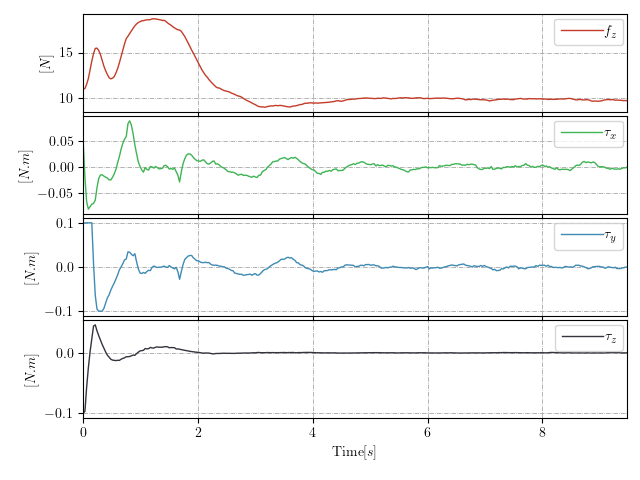 [N]
15
10
f_z
[N.m]
0.05
0.00
−0.05
τ_x
[N.m]
0.1
0.0
−0.1
τ_y
[N.m]
0.0
−0.1
τ_z
0 2 4 6 8
Time[s]